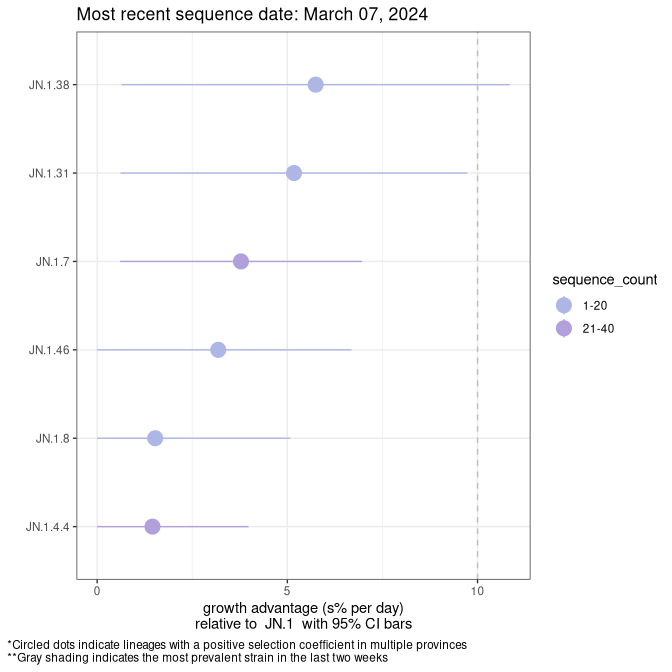 Most recent sequence date: March 07, 2024
JN.1.38
JN.1.31
JN.1.7
JN.1.46
JN.1.8
JN.1.4.4
0
5
10
growth advantage (s% per day)
relative to  JN.1  with 95% CI bars
sequence_count
1-20
21-40
*Circled dots indicate lineages with a positive selection coefficient in multiple provinces
**Gray shading indicates the most prevalent strain in the last two weeks